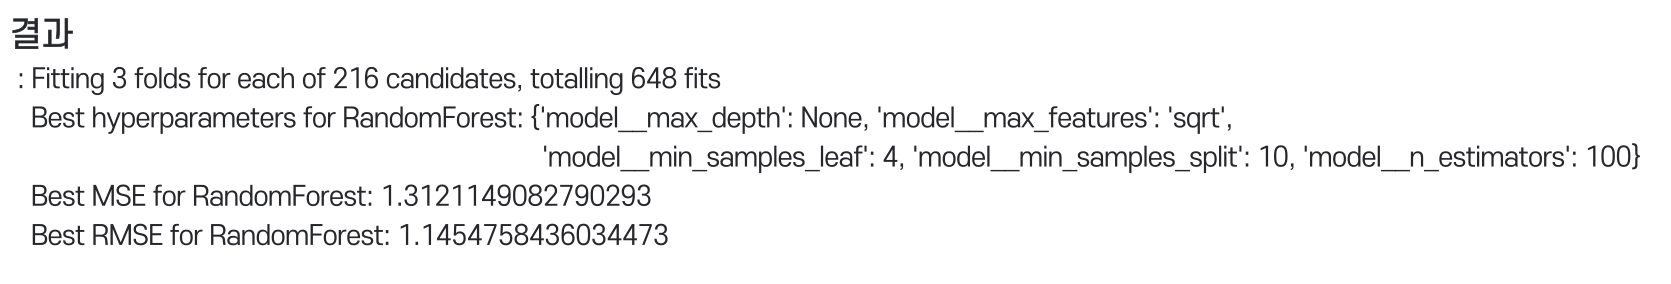 결과
: Fitting 3 folds for each of 216 candidates, totalling 648 fits
Best hyperparameters for RandomForest: {'model__max_depth': None, 'model__max_features': 'sqrt',
'model__min_samples_leaf': 4, 'model__min_samples_split': 10, 'model__n_estimators': 100}
Best MSE for RandomForest: 1.3121149082790293
Best RMSE for RandomForest: 1.1454758436034473